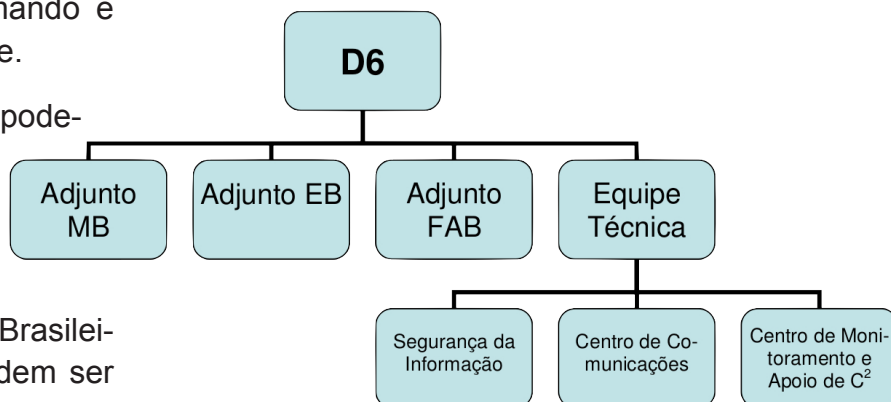 mando e
e.
pode-
Brasilei-
dem ser
D6
Adjunto
MB
Adjunto EB
Adjunto
FAB
Equipe
Técnica
Segurança da
Informação
Centro de Co-
municações
Centro de Moni-
toramento e
Apoio de C²